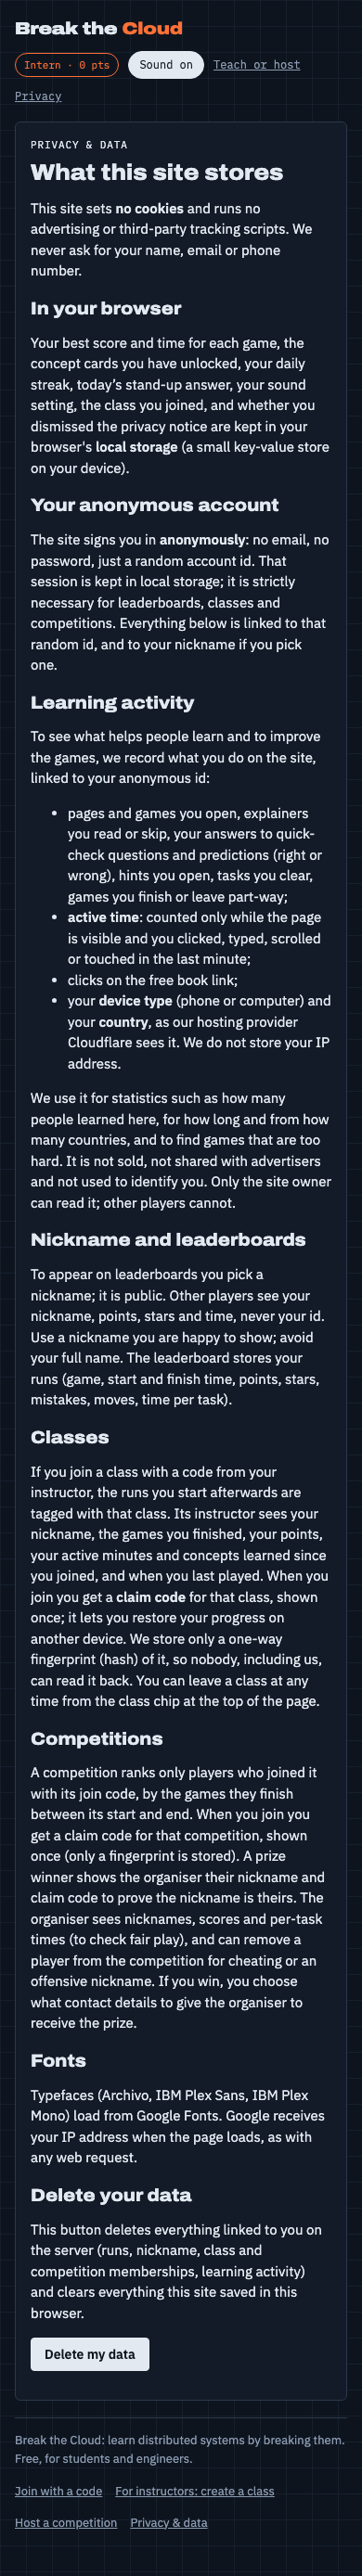 Break the Cloud
Intern · 0 pts
Sound on
Teach or host
Privacy
PRIVACY & DATA
What this site stores
This site sets no cookies and runs no
advertising or third-party tracking scripts. We
never ask for your name, email or phone
number.
In your browser
Your best score and time for each game, the
concept cards you have unlocked, your daily
streak, today’s stand-up answer, your sound
setting, the class you joined, and whether you
dismissed the privacy notice are kept in your
browser's local storage (a small key-value store
on your device).
Your anonymous account
The site signs you in anonymously: no email, no
password, just a random account id. That
session is kept in local storage; it is strictly
necessary for leaderboards, classes and
competitions. Everything below is linked to that
random id, and to your nickname if you pick
one.
Learning activity
To see what helps people learn and to improve
the games, we record what you do on the site,
linked to your anonymous id:
• pages and games you open, explainers
you read or skip, your answers to quick-
check questions and predictions (right or
wrong), hints you open, tasks you clear,
games you finish or leave part-way;
• active time: counted only while the page
is visible and you clicked, typed, scrolled
or touched in the last minute;
• clicks on the free book link;
• your device type (phone or computer) and
your country, as our hosting provider
Cloudflare sees it. We do not store your IP
address.
We use it for statistics such as how many
people learned here, for how long and from how
many countries, and to find games that are too
hard. It is not sold, not shared with advertisers
and not used to identify you. Only the site owner
can read it; other players cannot.
Nickname and leaderboards
To appear on leaderboards you pick a
nickname; it is public. Other players see your
nickname, points, stars and time, never your id.
Use a nickname you are happy to show; avoid
your full name. The leaderboard stores your
runs (game, start and finish time, points, stars,
mistakes, moves, time per task).
Classes
If you join a class with a code from your
instructor, the runs you start afterwards are
tagged with that class. Its instructor sees your
nickname, the games you finished, your points,
your active minutes and concepts learned since
you joined, and when you last played. When you
join you get a claim code for that class, shown
once; it lets you restore your progress on
another device. We store only a one-way
fingerprint (hash) of it, so nobody, including us,
can read it back. You can leave a class at any
time from the class chip at the top of the page.
Competitions
A competition ranks only players who joined it
with its join code, by the games they finish
between its start and end. When you join you
get a claim code for that competition, shown
once (only a fingerprint is stored). A prize
winner shows the organiser their nickname and
claim code to prove the nickname is theirs. The
organiser sees nicknames, scores and per-task
times (to check fair play), and can remove a
player from the competition for cheating or an
offensive nickname. If you win, you choose
what contact details to give the organiser to
receive the prize.
Fonts
Typefaces (Archivo, IBM Plex Sans, IBM Plex
Mono) load from Google Fonts. Google receives
your IP address when the page loads, as with
any web request.
Delete your data
This button deletes everything linked to you on
the server (runs, nickname, class and
competition memberships, learning activity)
and clears everything this site saved in this
browser.
Delete my data
Break the Cloud: learn distributed systems by breaking them.
Free, for students and engineers.
Join with a code
For instructors: create a class
Host a competition
Privacy & data